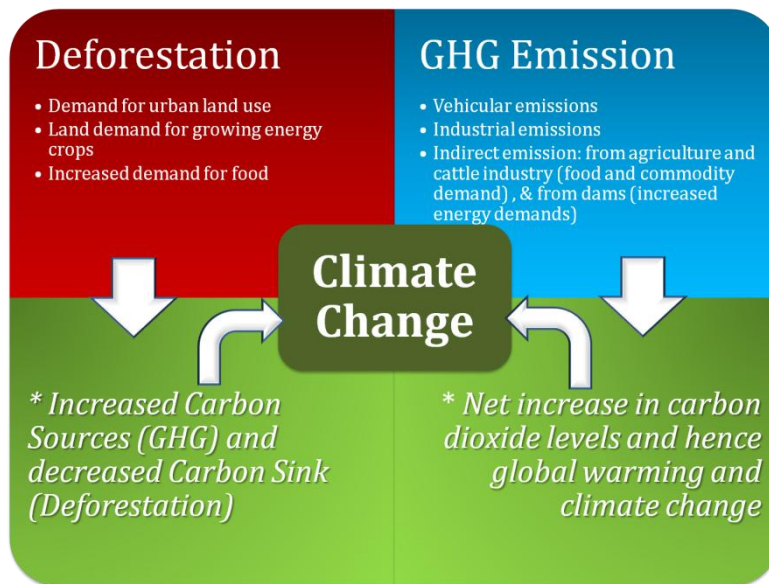 Deforestation
• Demand for urban land use
• Land demand for growing energy
crops
• Increased demand for food
GHG Emission
• Vehicular emissions
• Industrial emissions
• Indirect emission: from agriculture and
cattle industry (food and commodity
demand) , & from dams (increased
energy demands)
Climate
Change
* Increased Carbon
Sources (GHG) and
decreased Carbon Sink
(Deforestation)
* Net increase in carbon
dioxide levels and hence
global warming and
climate change